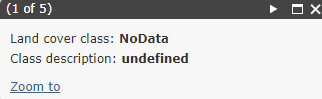 (1 of 5)
Land cover class: NoData
Class description: undefined
Zoom to